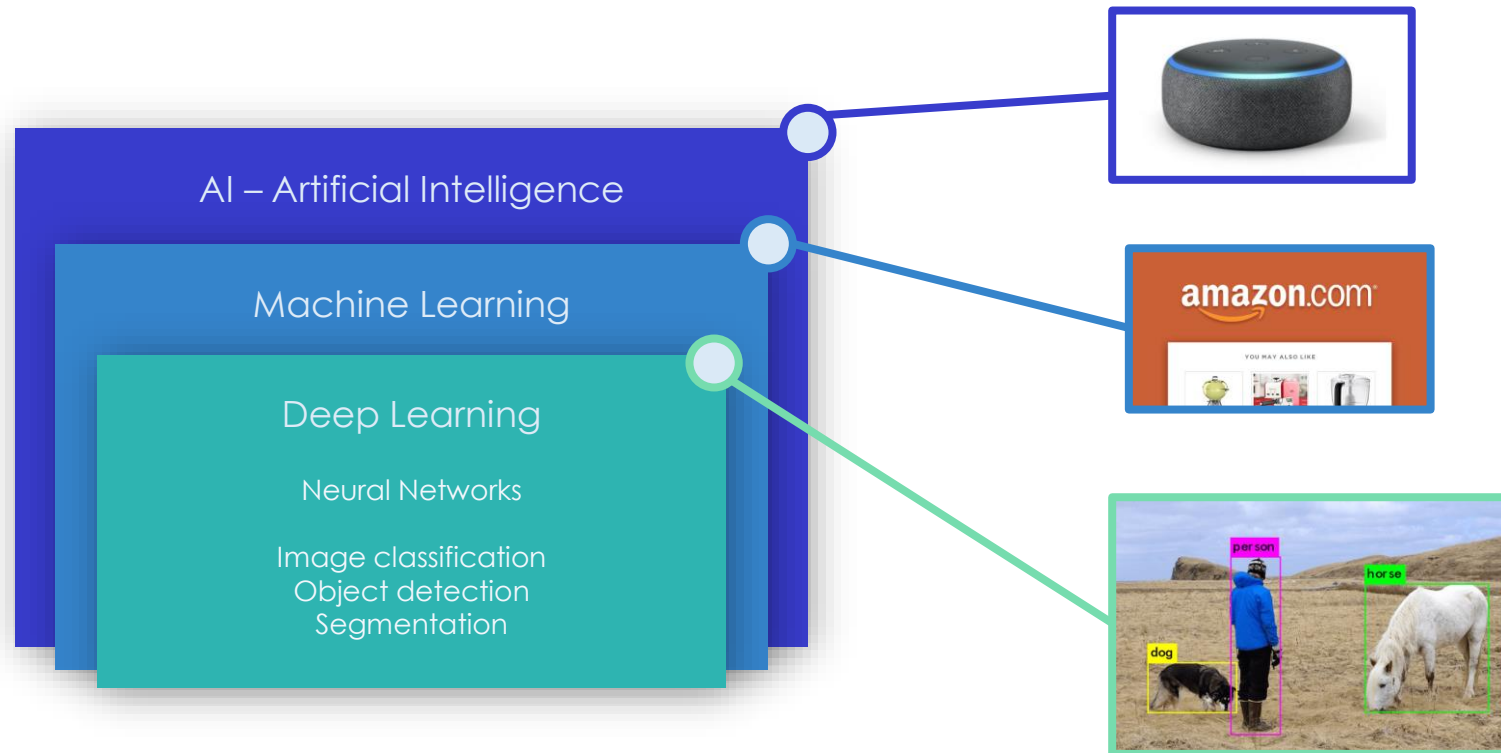 AI – Artificial Intelligence
Machine Learning
Deep Learning
Neural Networks
Image classification
Object detection
Segmentation
amazon.com
YOU MAY ALSO LIKE
person
horse
dog